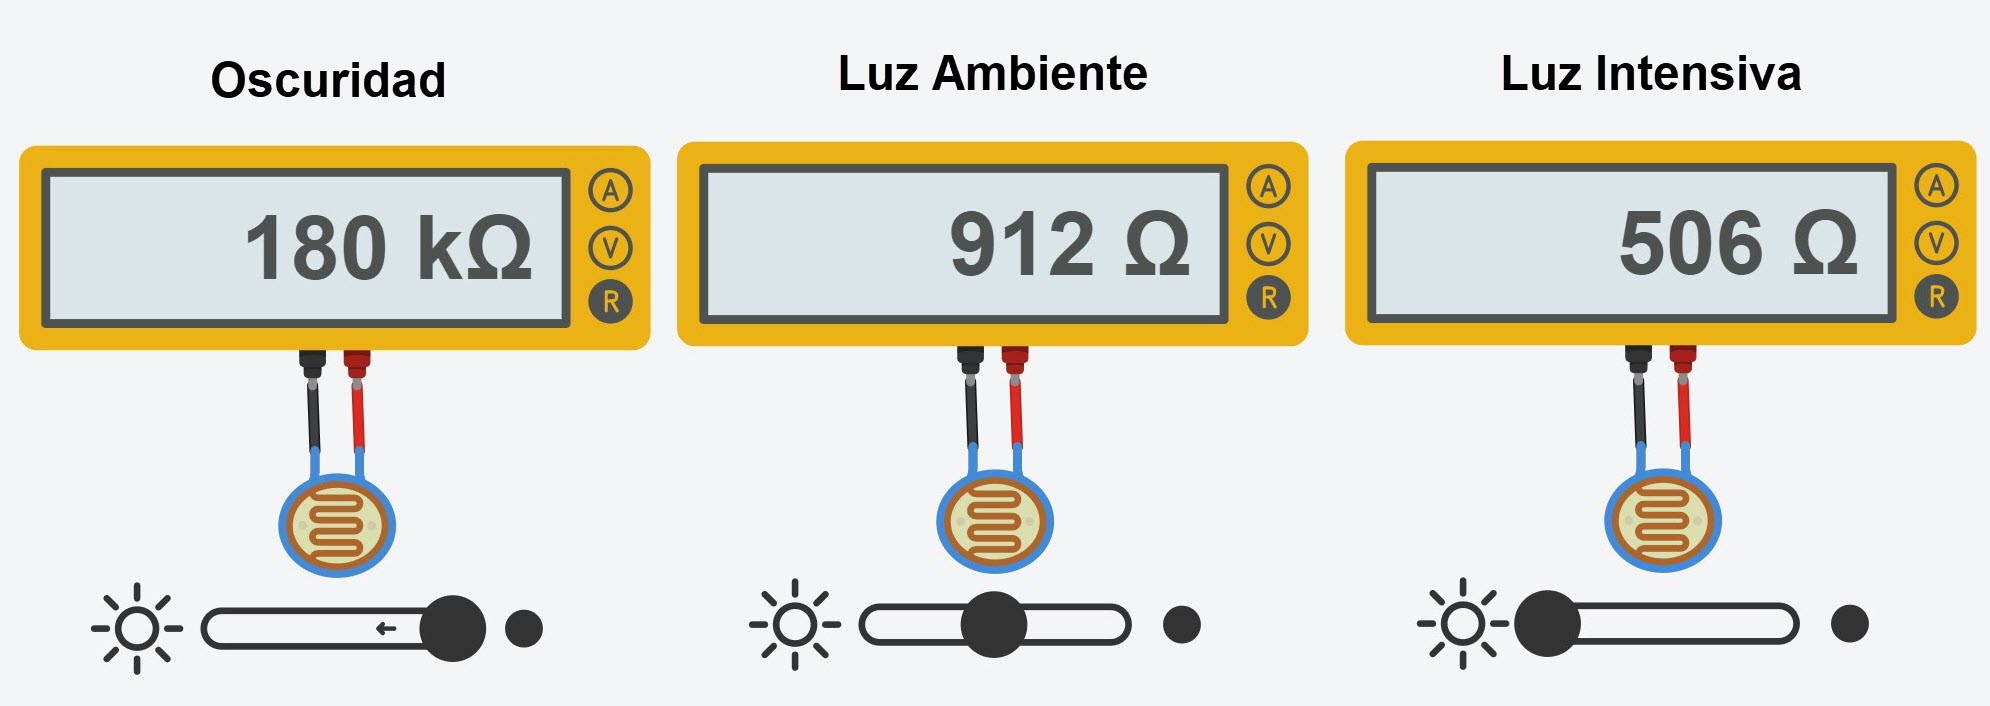 Oscuridad
180 kΩ
A
V
R
Luz Ambiente
912 Ω
A
V
R
Luz Intensiva
506 Ω
A
V
R